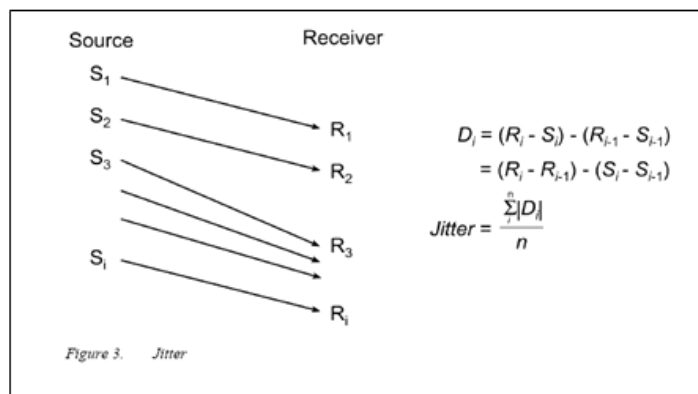 Source
Receiver
S1
S2
S3
Si
R1
R2
R3
Ri
Di = (Ri - Si) - (Ri-1 - Si-1)
= (Ri - Ri-1) - (Si - Si-1)
Jitter = n∑i|Di| / n
Figure 3. Jitter